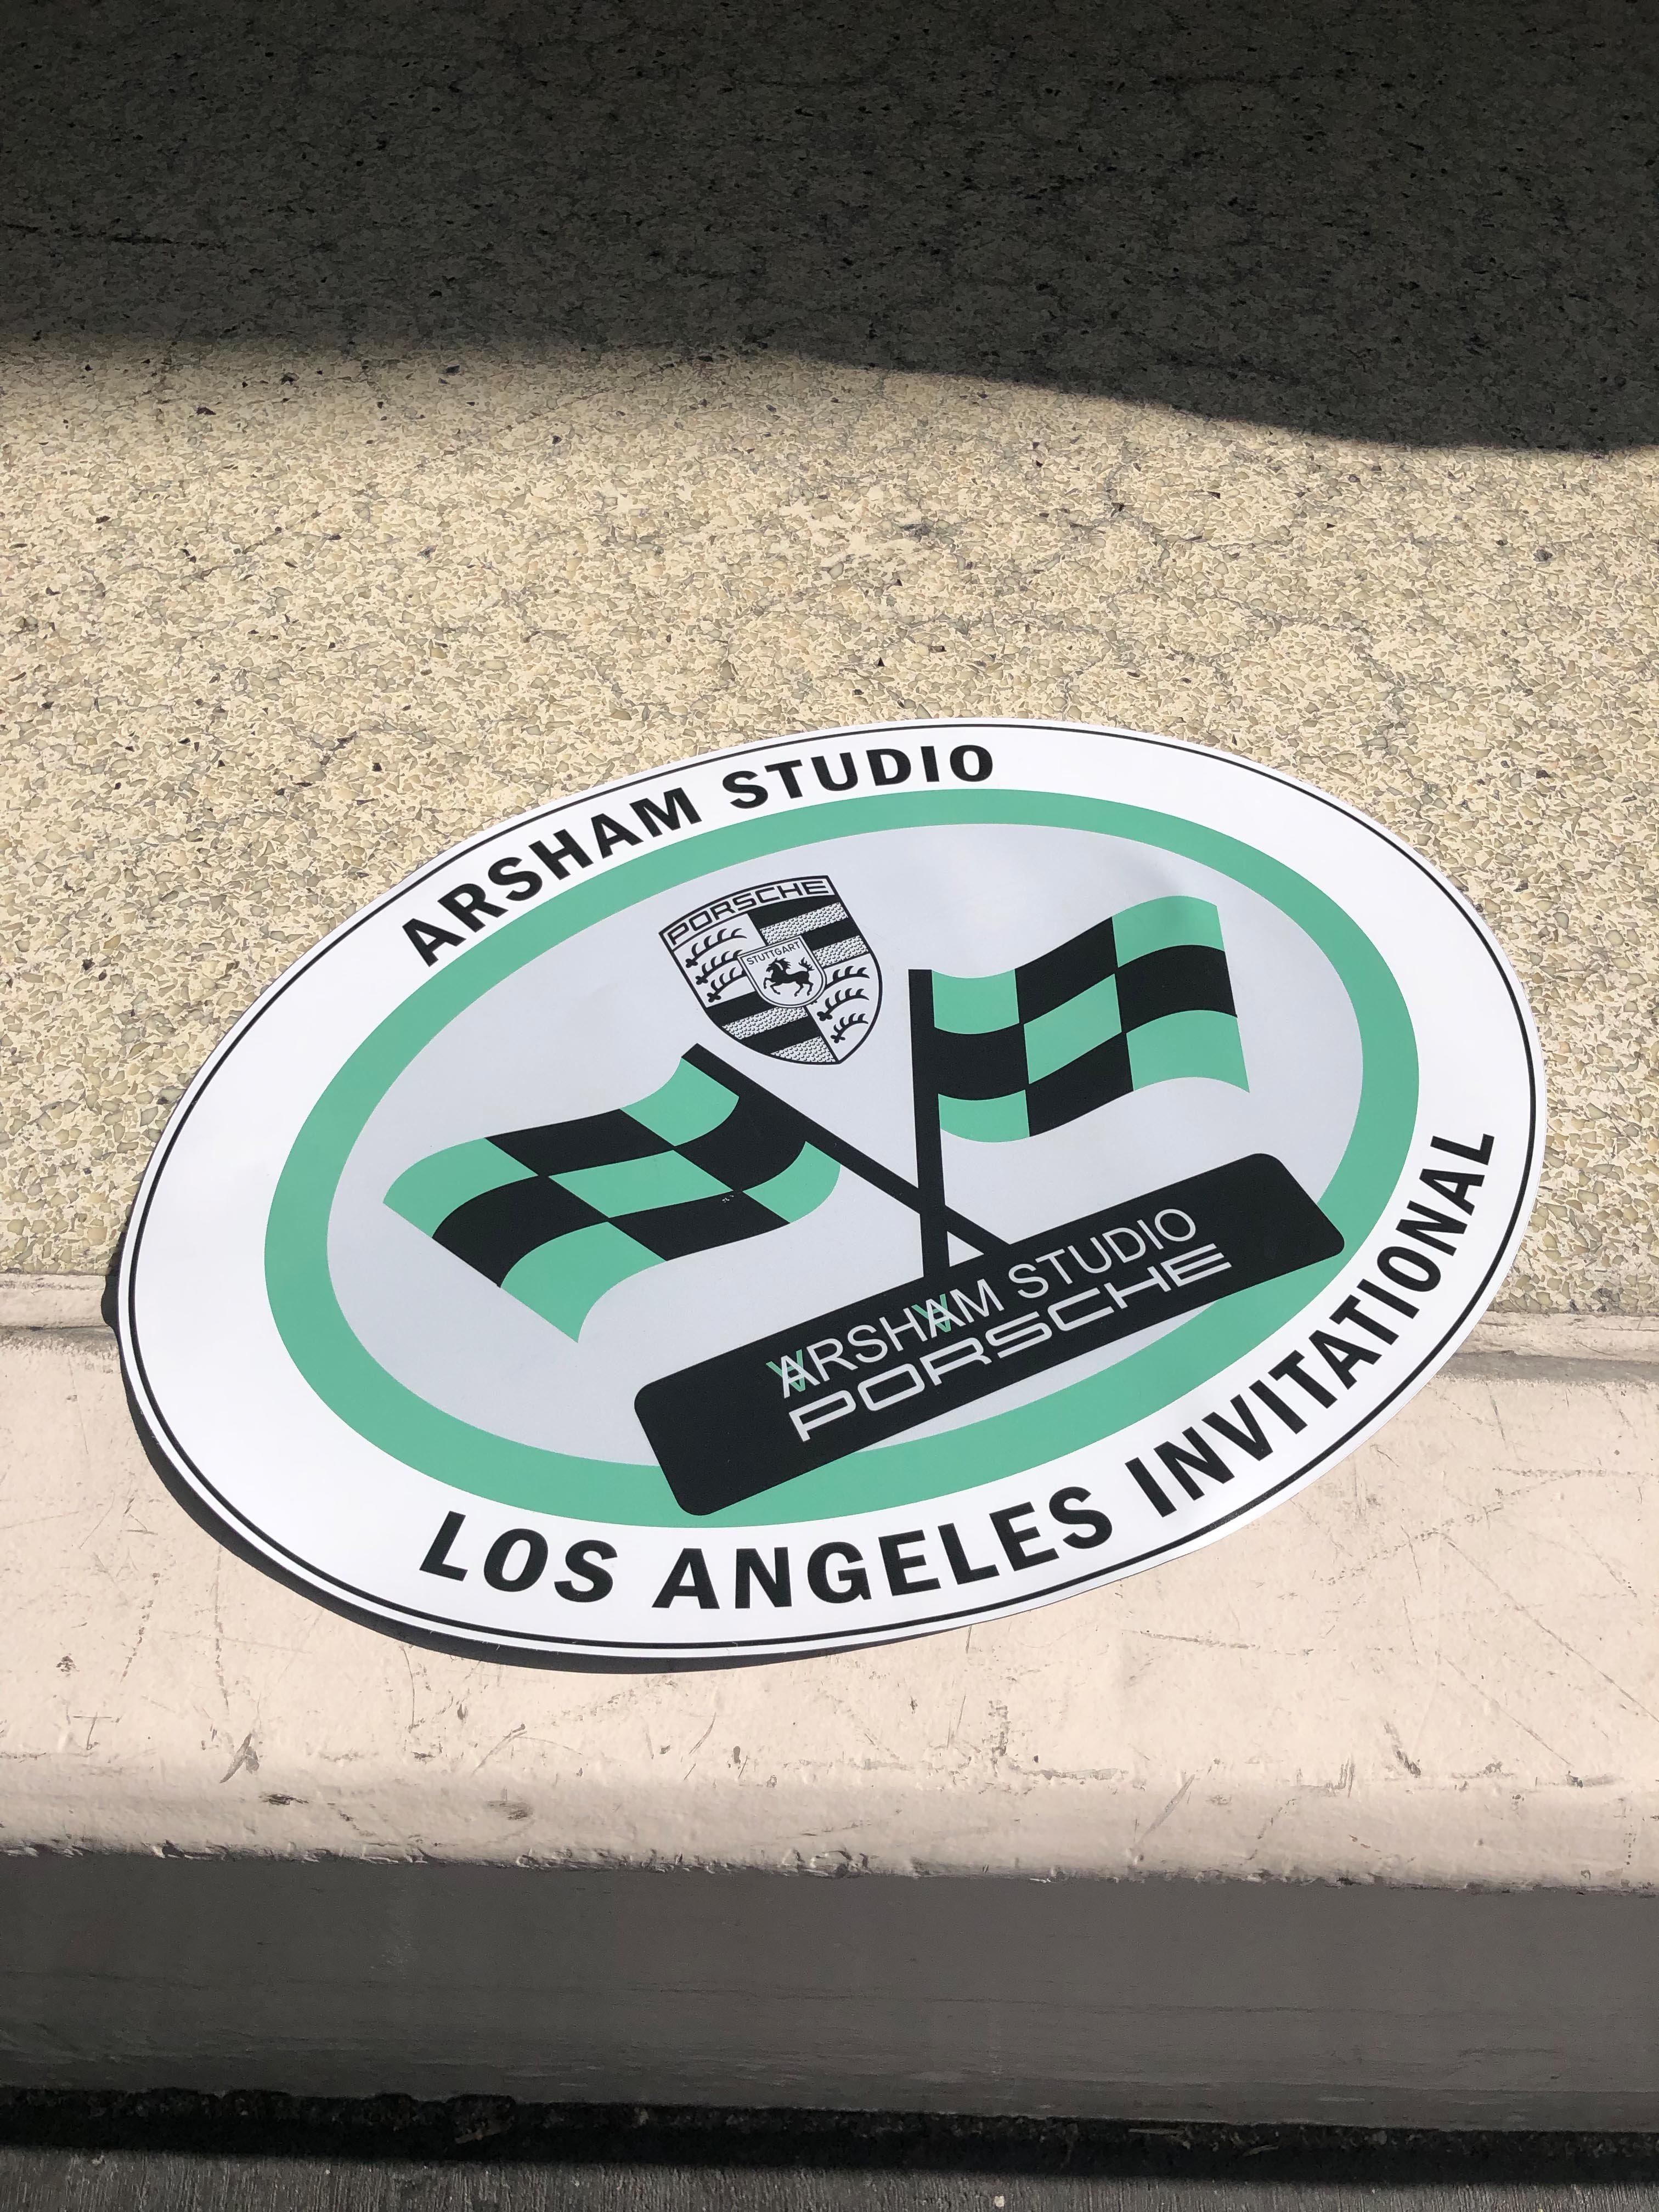 ARSHAM STUDIO
PORSCHE
STUTTGART
ARSHAM STUDIO
PORSCHE
LOS ANGELES INVITATIONAL